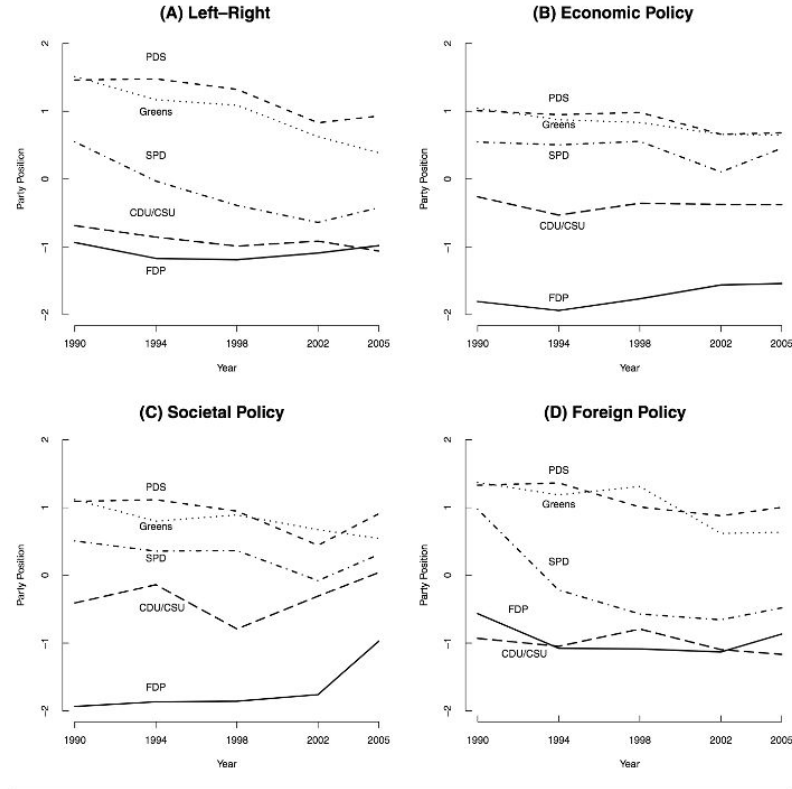 (A) Left–Right
2
1
0
−1
−2
Party Position
PDS
Greens
SPD
CDU/CSU
FDP
1990 1994 1998 2002 2005
Year
(B) Economic Policy
2
1
0
−1
−2
Party Position
PDS
Greens
SPD
CDU/CSU
FDP
1990 1994 1998 2002 2005
Year
(C) Societal Policy
2
1
0
−1
−2
Party Position
PDS
Greens
SPD
CDU/CSU
FDP
1990 1994 1998 2002 2005
Year
(D) Foreign Policy
2
1
0
−1
−2
Party Position
PDS
Greens
SPD
FDP
CDU/CSU
1990 1994 1998 2002 2005
Year